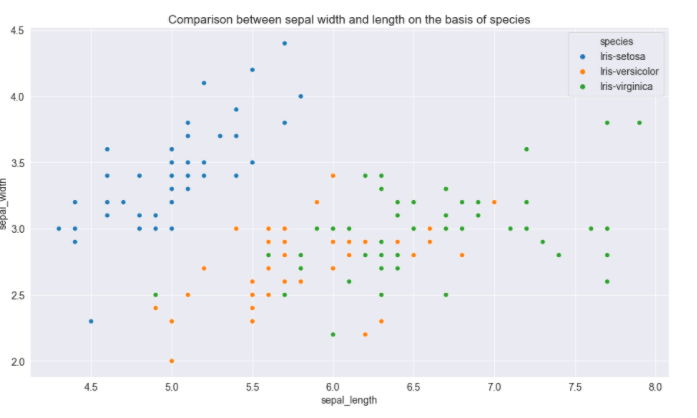 Comparison between sepal width and length on the basis of species
4.5
4.0
3.5
3.0
2.5
2.0
sepal_width
species
Iris-setosa
Iris-versicolor
Iris-virginica
4.5 5.0 5.5 6.0 6.5 7.0 7.5 8.0
sepal_length